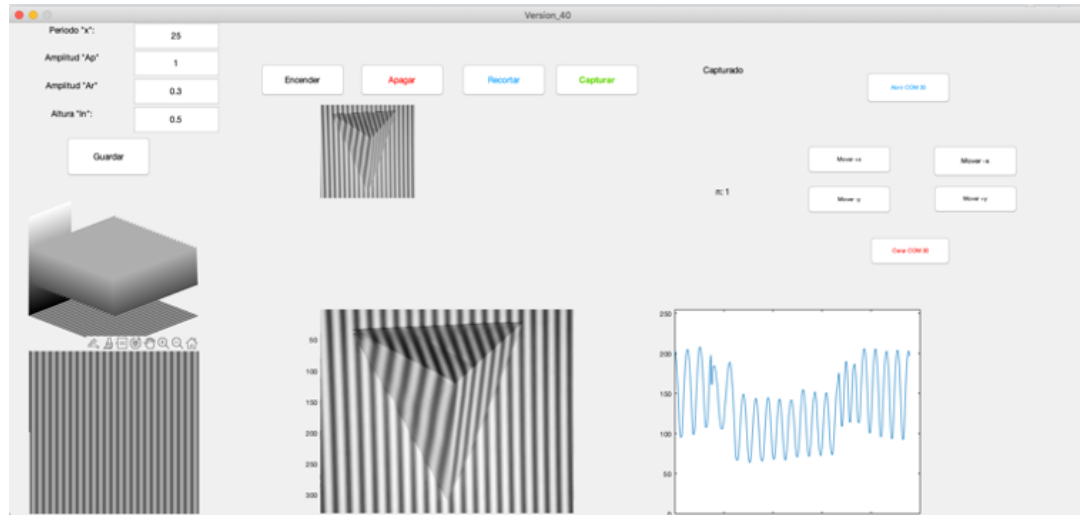 Version_40
Periodo "x":
25
Amplitud "Ap"
1
Amplitud "Ar"
0.3
Altura "In":
0.5
Guardar
Encender
Apagar
Recortar
Capturar
Capturado
Abrir COM 30
Mover +x
Mover -x
n: 1
Mover -y
Mover +y
Cerrar COM 30
50
100
150
200
250
300
250
200
150
100
50
0